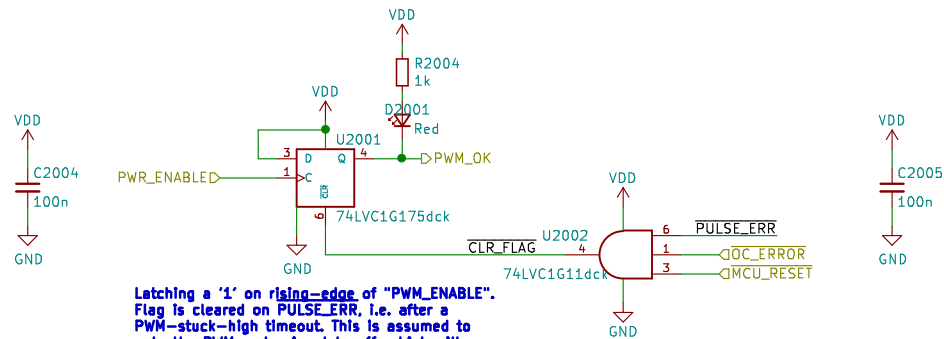 VDD
R2004
1k
D2001
Red
VDD
U2001
3
D
Q
4
PWM_OK
PWR_ENABLE
1
C
CLR
6
74LVC1G175dck
GND
VDD
C2004
100n
GND
VDD
C2005
100n
GND
VDD
U2002
CLR_FLAG
4
6
PULSE_ERR
1
OC_ERROR
3
MCU_RESET
74LVC1G11dck
GND
Latching a '1' on rising-edge of "PWM_ENABLE".
Flag is cleared on PULSE_ERR, i.e. after a
PWM-stuck-high timeout. This is assumed to